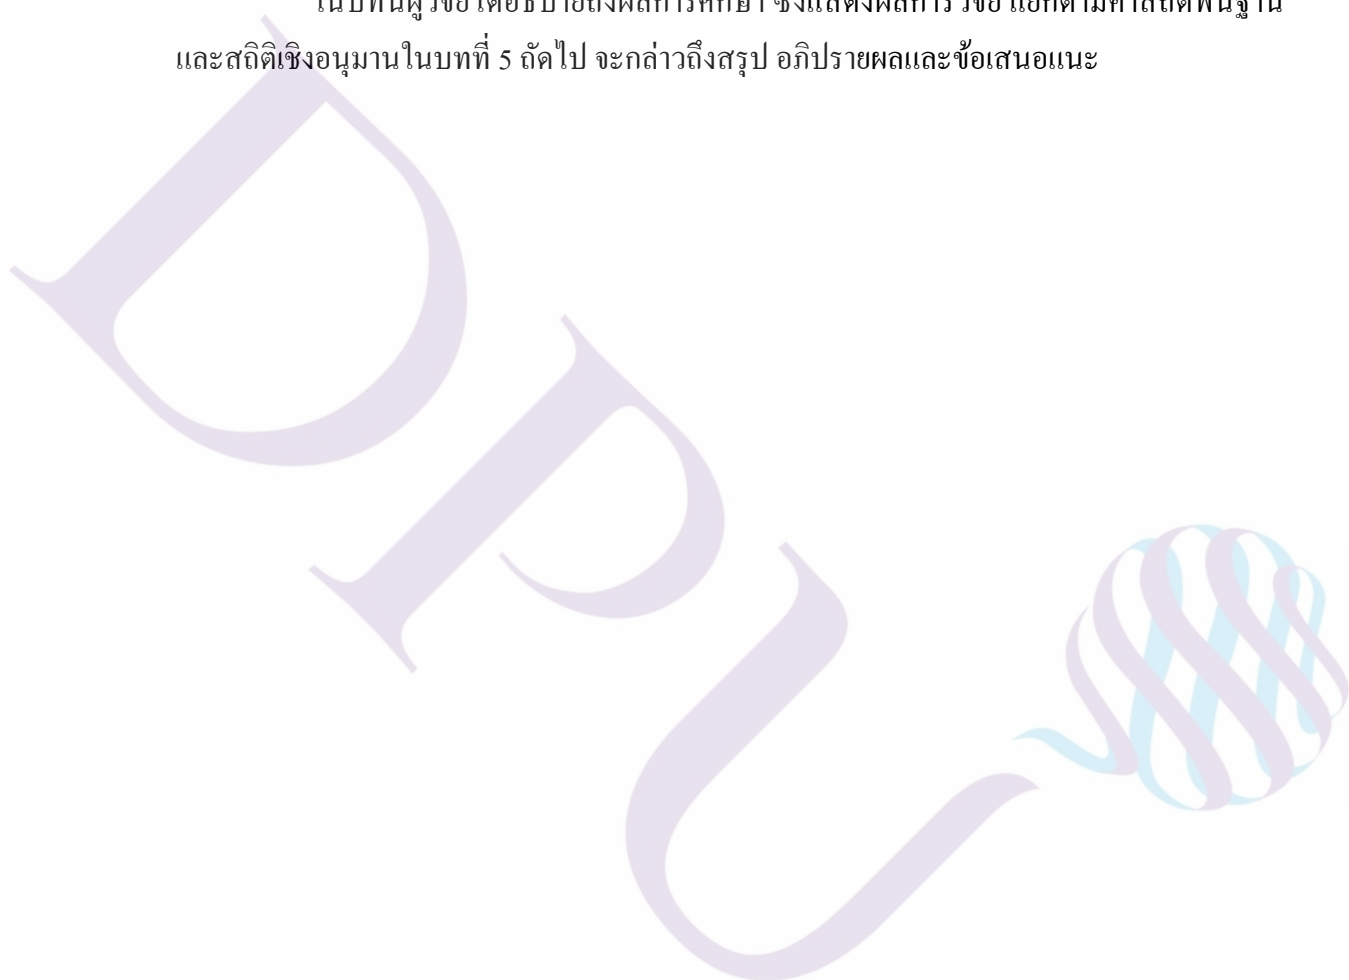 ในบทนี้ผู้วิจัยได้อธิบายถึงผลการศึกษา ซึ่งแสดงผลการวิจัย แยกตามค่าสถิติพื้นฐาน
และสถิติเชิงอนุมานในบทที่ 5 ถัดไป จะกล่าวถึงสรุป อภิปรายผลและข้อเสนอแนะ
DPU